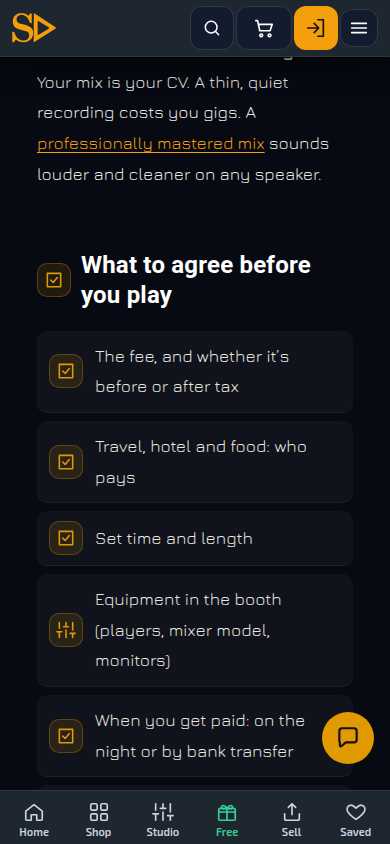 SD
Your mix is your CV. A thin, quiet
recording costs you gigs. A
professionally mastered mix sounds
louder and cleaner on any speaker.
What to agree before
you play
The fee, and whether it's
before or after tax
Travel, hotel and food: who
pays
Set time and length
Equipment in the booth
(players, mixer model,
monitors)
When you get paid: on the
night or by bank transfer
Home Shop Studio Free Sell Saved